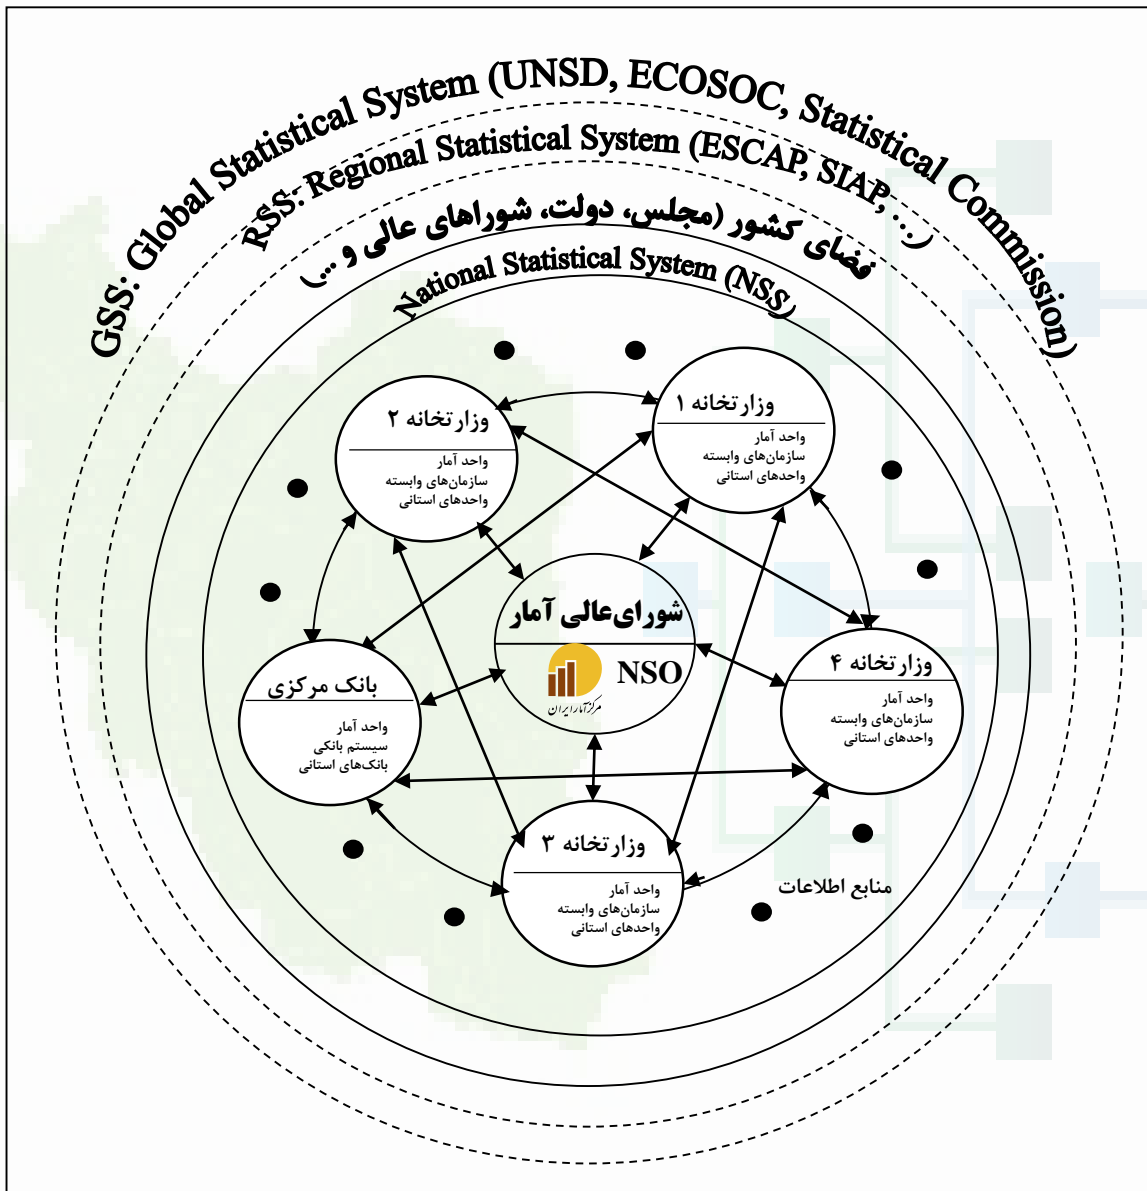 GSS: Global Statistical System (UNSD, ECOSOC, Statistical Commission)
RSS: Regional Statistical System (ESCAP, SIAP, ...)
فضای کشور (مجلس، دولت، شوراهای عالی و ...)
National Statistical System (NSS)
وزارتخانه ۱
واحد آمار
سازمان‌های وابسته
واحدهای استانی
وزارتخانه ۲
واحد آمار
سازمان‌های وابسته
واحدهای استانی
شورای‌عالی آمار
NSO
مرکز آمار ایران
وزارتخانه ۴
واحد آمار
سازمان‌های وابسته
واحدهای استانی
بانک مرکزی
واحد آمار
سیستم بانکی
بانک‌های استانی
وزارتخانه ۳
واحد آمار
سازمان‌های وابسته
واحدهای استانی
منابع اطلاعات